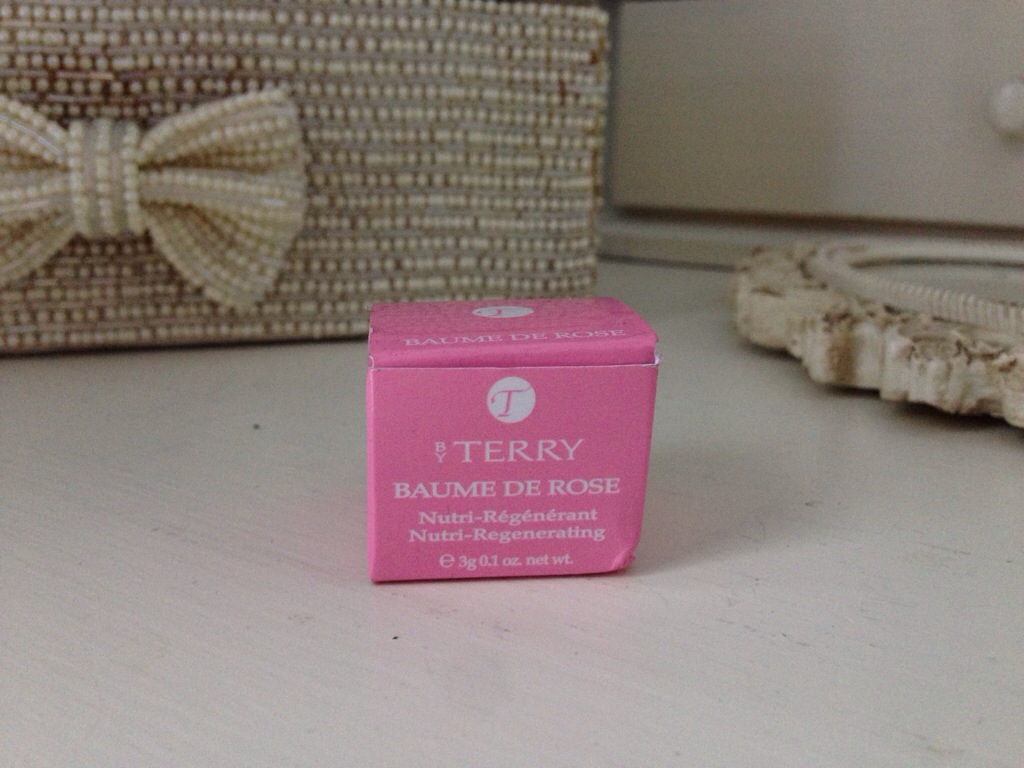 T
BAUME DE ROSE
T
BY TERRY
BAUME DE ROSE
Nutri-Régénérant
Nutri-Regenerating
℮ 3g 0.1 oz. net wt.